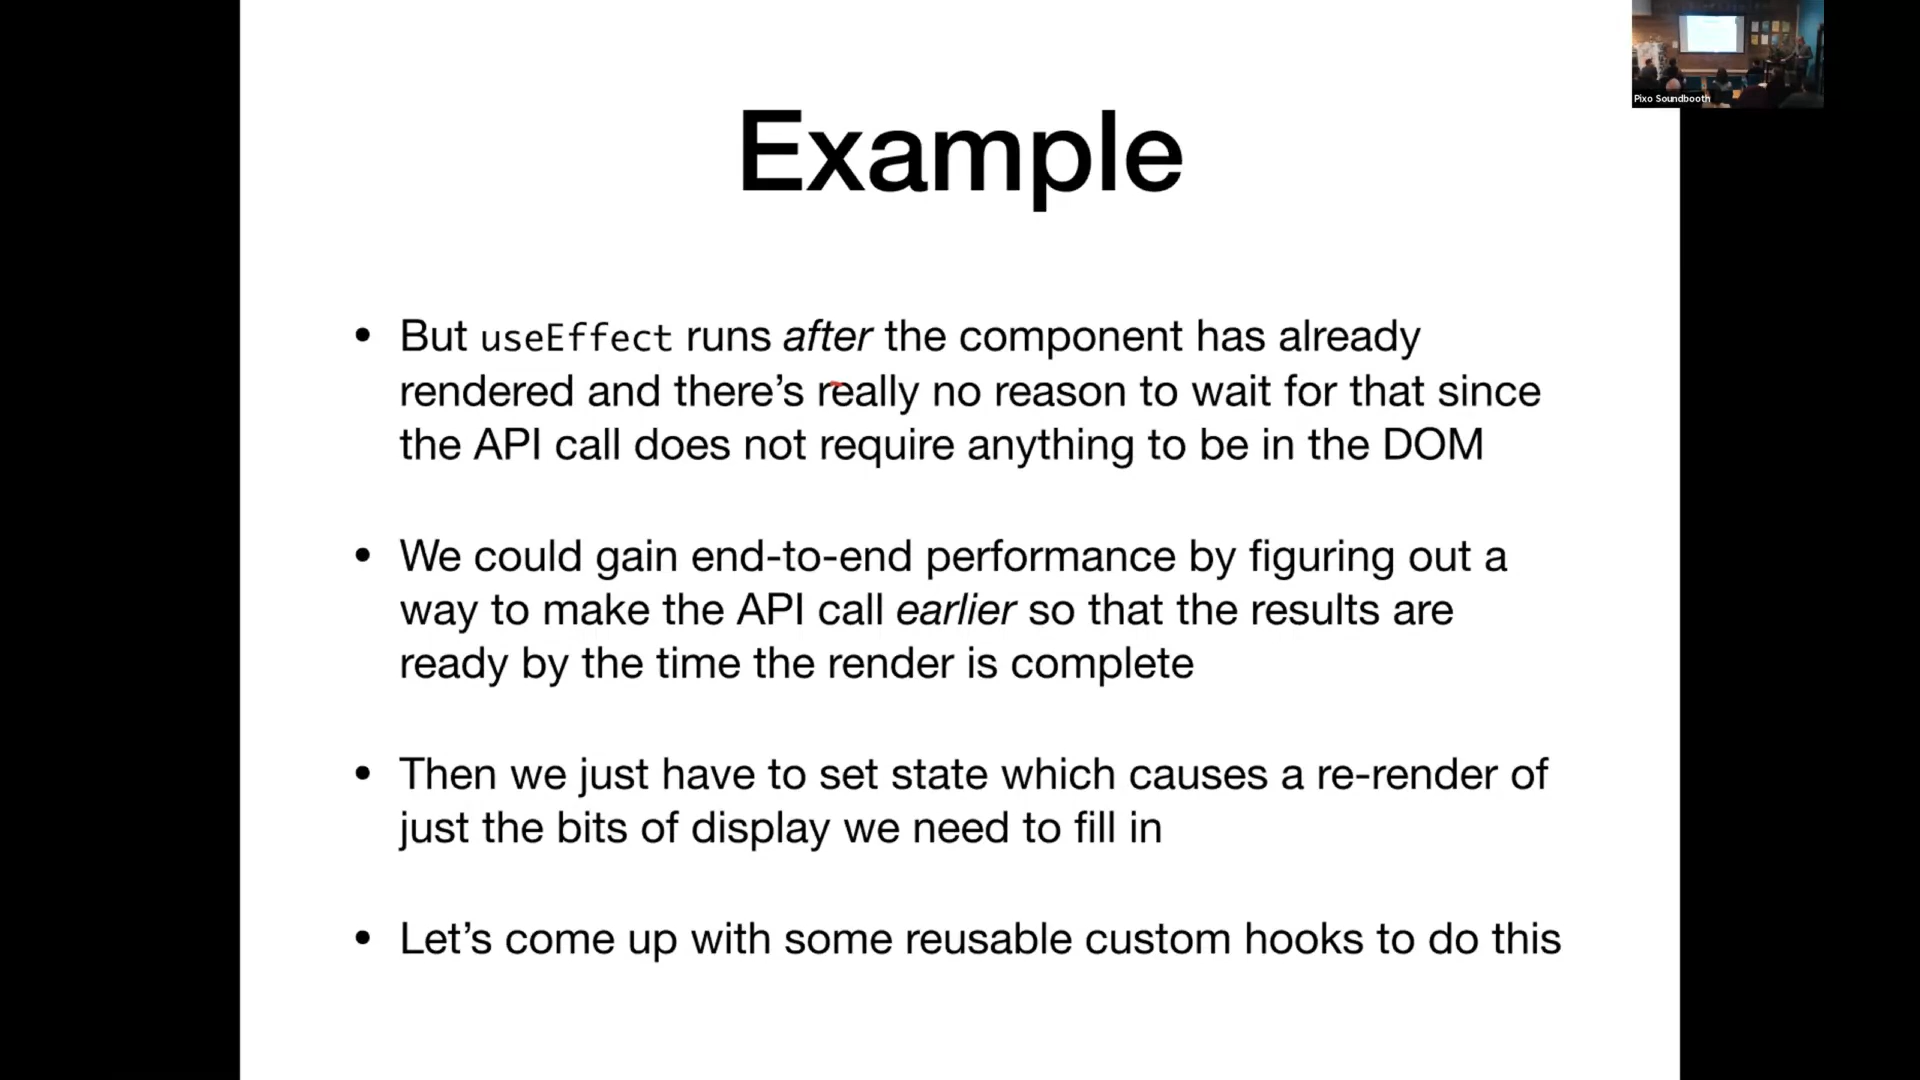 Pixo Soundbooth
Example
• But useEffect runs after the component has already
rendered and there’s really no reason to wait for that since
the API call does not require anything to be in the DOM
• We could gain end-to-end performance by figuring out a
way to make the API call earlier so that the results are
ready by the time the render is complete
• Then we just have to set state which causes a re-render of
just the bits of display we need to fill in
• Let’s come up with some reusable custom hooks to do this